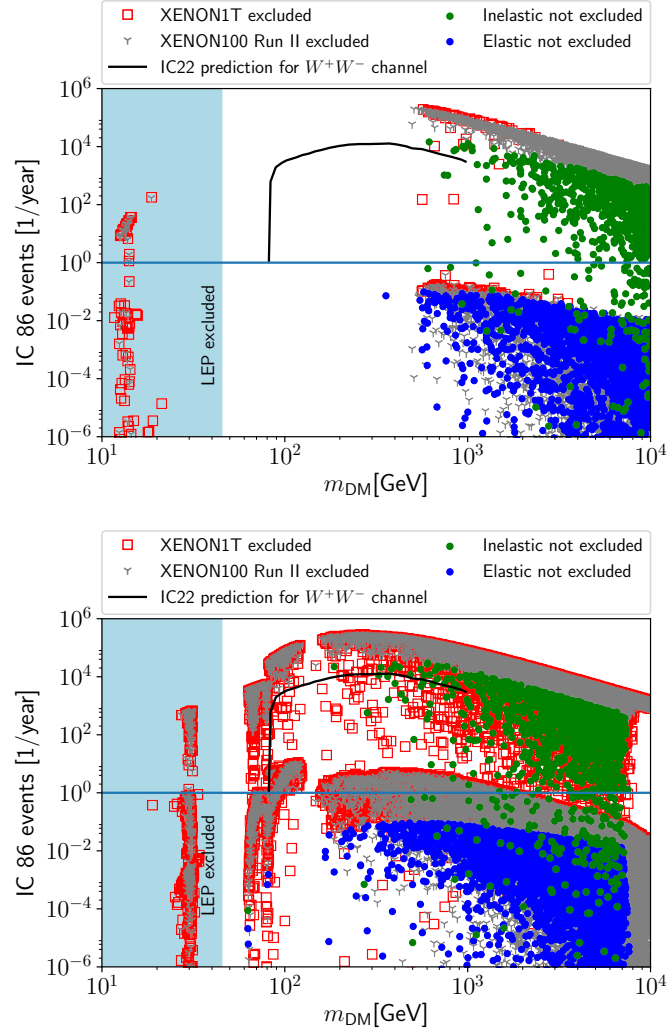 XENON1T excluded
XENON100 Run II excluded
IC22 prediction for W⁺W⁻ channel
Inelastic not excluded
Elastic not excluded
IC 86 events [1/year]
10⁶
10⁴
10²
10⁰
10⁻²
10⁻⁴
10⁻⁶
LEP excluded
10¹ 10² 10³ 10⁴
m_DM[GeV]
XENON1T excluded
XENON100 Run II excluded
IC22 prediction for W⁺W⁻ channel
Inelastic not excluded
Elastic not excluded
IC 86 events [1/year]
10⁶
10⁴
10²
10⁰
10⁻²
10⁻⁴
10⁻⁶
LEP excluded
10¹ 10² 10³ 10⁴
m_DM[GeV]